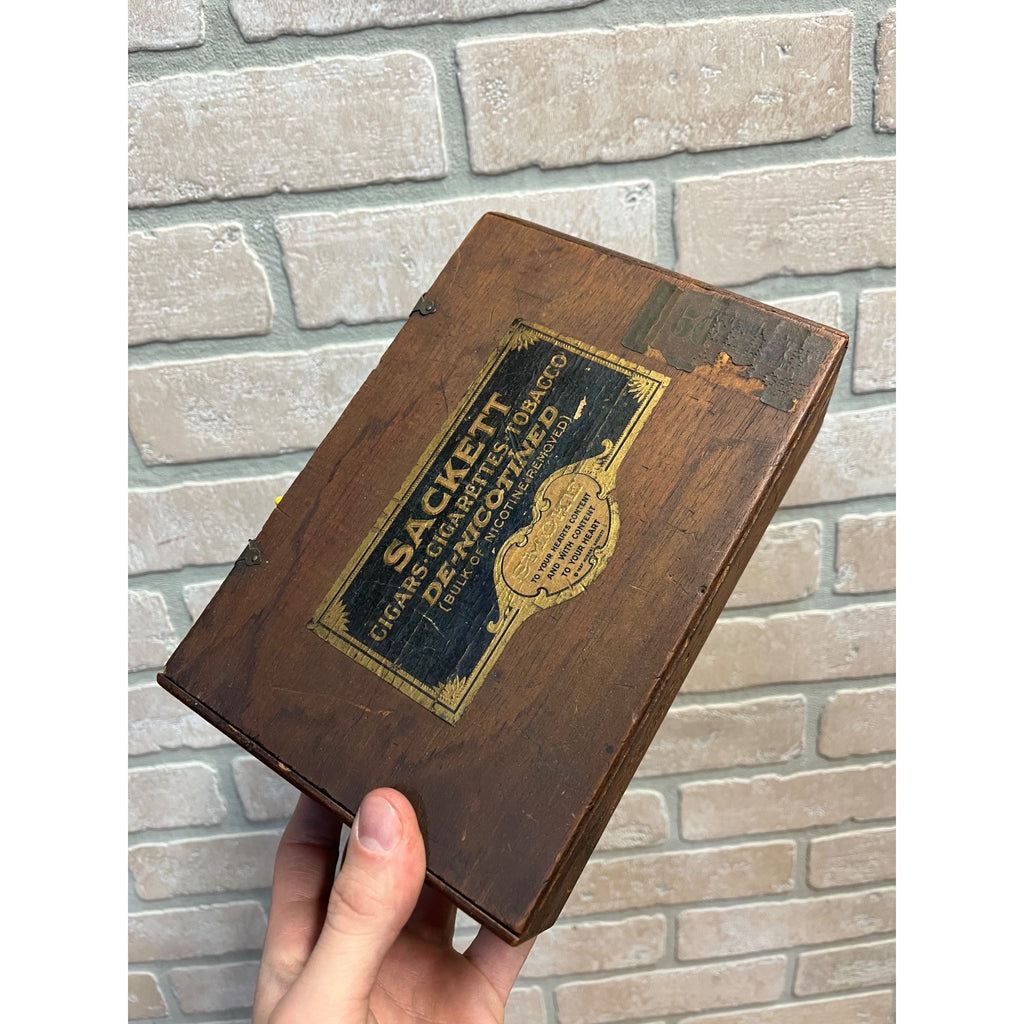 SACKETT
CIGARS-CIGARETTES-TOBACCO
DE-NICOTINED
(BULK OF NICOTINE REMOVED)
SMOKE
TO YOUR HEARTS CONTENT
AND WITH CONTENT
TO YOUR HEART
50